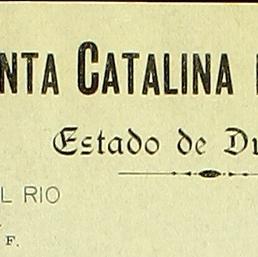 NTA CATALINA
Estado de Du
L RIO
F.